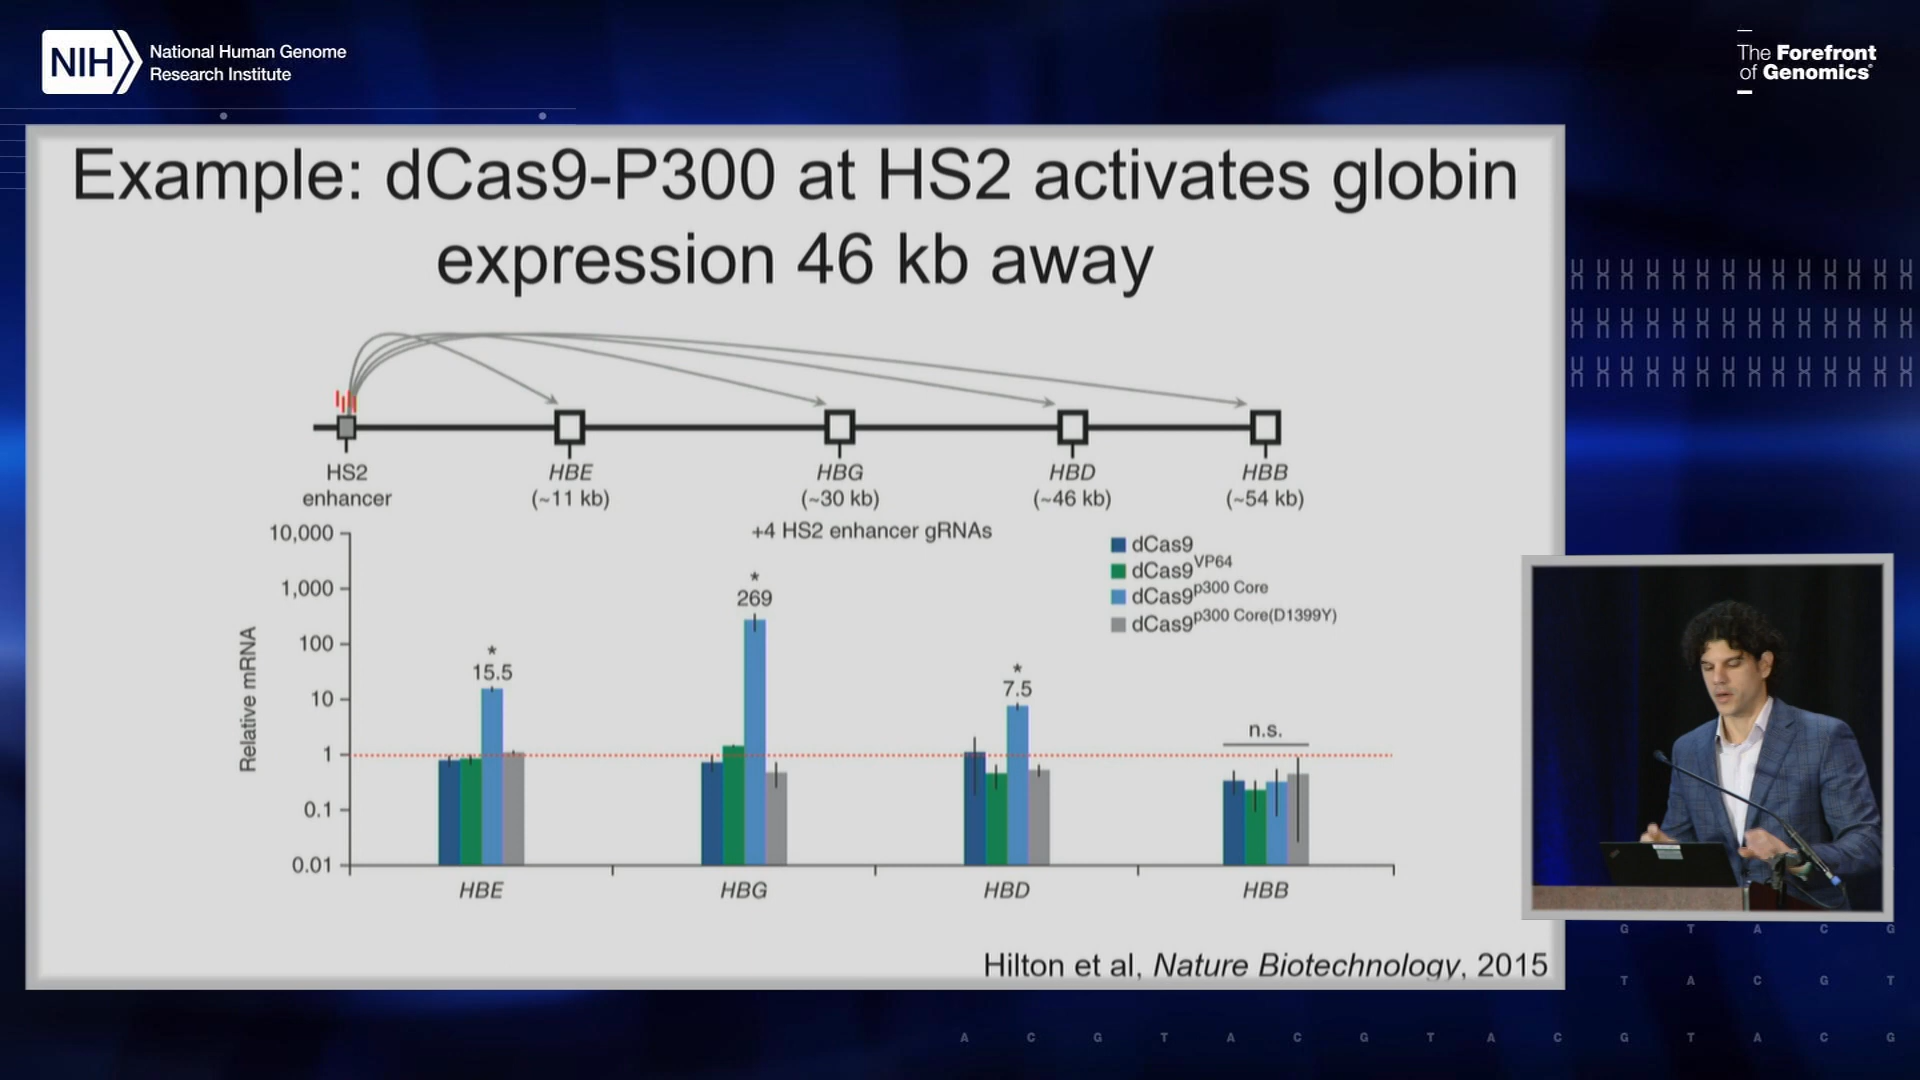 NIH
National Human Genome
Research Institute
The Forefront
of Genomics®
Example: dCas9-P300 at HS2 activates globin
expression 46 kb away
HS2
enhancer
HBE
(~11 kb)
HBG
(~30 kb)
HBD
(~46 kb)
HBB
(~54 kb)
+4 HS2 enhancer gRNAs
dCas9
dCas9VP64
dCas9p300 Core
dCas9p300 Core(D1399Y)
Relative mRNA
10,000
1,000
100
10
1
0.1
0.01
*
15.5
*
269
*
7.5
n.s.
HBE
HBG
HBD
HBB
Hilton et al, Nature Biotechnology, 2015
G T A C G
T A C G T
A C G T A C G T A C G T A C G